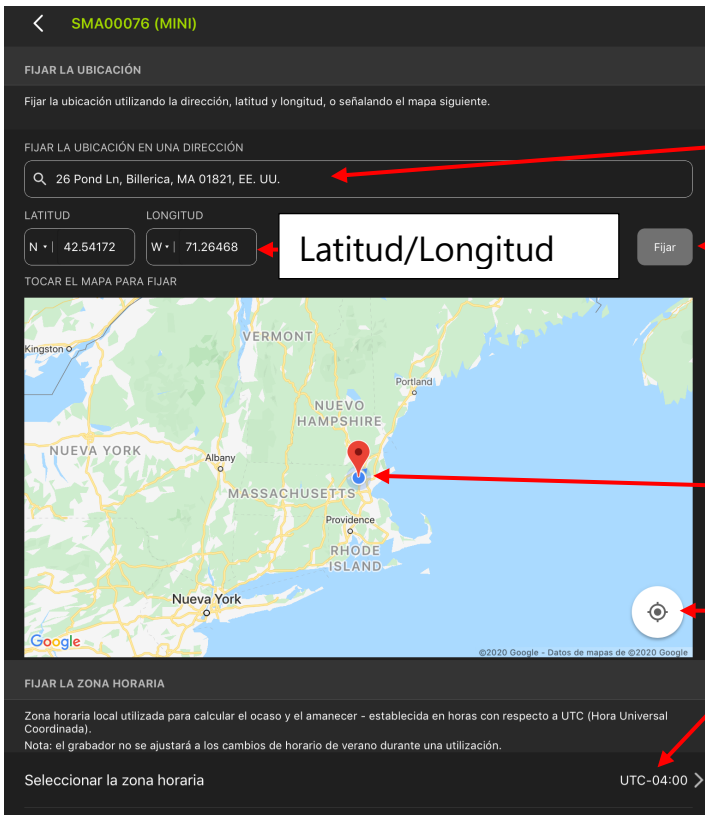 SMA00076 (MINI)
FIJAR LA UBICACIÓN
Fijar la ubicación utilizando la dirección, latitud y longitud, o señalando el mapa siguiente.
FIJAR LA UBICACIÓN EN UNA DIRECCIÓN
26 Pond Ln, Billerica, MA 01821, EE. UU.
LATITUD LONGITUD
N 42.54172 W 71.26468 Latitud/Longitud Fijar
TOCAR EL MAPA PARA FIJAR
VERMONT
Kingston
Portland
NUEVO
HAMPSHIRE
NUEVA YORK
Albany
MASSACHUSETTS
Providence
RHODE
ISLAND
Nueva York
Google
©2020 Google - Datos de mapas de ©2020 Google
FIJAR LA ZONA HORARIA
Zona horaria local utilizada para calcular el ocaso y el amanecer - establecida en horas con respecto a UTC (Hora Universal
Coordinada).
Nota: el grabador no se ajustará a los cambios de horario de verano durante una utilización.
Seleccionar la zona horaria UTC-04:00